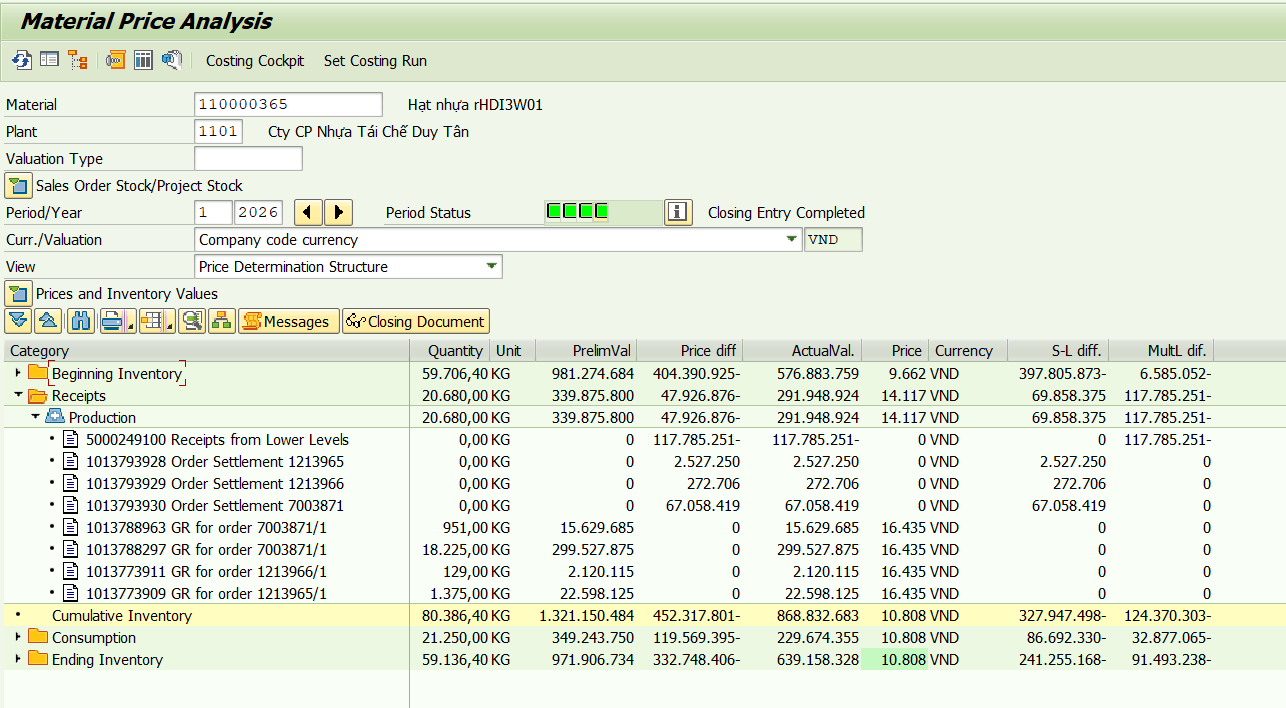 Material Price Analysis
Costing Cockpit Set Costing Run
Material 110000365 Hạt nhựa rHDI3W01
Plant 1101 Cty CP Nhựa Tái Chế Duy Tân
Valuation Type
Sales Order Stock/Project Stock
Period/Year 1 2026 Period Status Closing Entry Completed
Curr./Valuation Company code currency VND
View Price Determination Structure
Prices and Inventory Values
Messages Closing Document
Category Quantity Unit PrelimVal Price diff ActualVal. Price Currency S-L diff. MultL dif.
Beginning Inventory 59.706,40 KG 981.274.684 404.390.925- 576.883.759 9.662 VND 397.805.873- 6.585.052-
Receipts 20.680,00 KG 339.875.800 47.926.876- 291.948.924 14.117 VND 69.858.375 117.785.251-
Production 20.680,00 KG 339.875.800 47.926.876- 291.948.924 14.117 VND 69.858.375 117.785.251-
5000249100 Receipts from Lower Levels 0,00 KG 0 117.785.251- 117.785.251- 0 VND 0 117.785.251-
1013793928 Order Settlement 1213965 0,00 KG 0 2.527.250 2.527.250 0 VND 2.527.250 0
1013793929 Order Settlement 1213966 0,00 KG 0 272.706 272.706 0 VND 272.706 0
1013793930 Order Settlement 7003871 0,00 KG 0 67.058.419 67.058.419 0 VND 67.058.419 0
1013788963 GR for order 7003871/1 951,00 KG 15.629.685 0 15.629.685 16.435 VND 0 0
1013788297 GR for order 7003871/1 18.225,00 KG 299.527.875 0 299.527.875 16.435 VND 0 0
1013773911 GR for order 1213966/1 129,00 KG 2.120.115 0 2.120.115 16.435 VND 0 0
1013773909 GR for order 1213965/1 1.375,00 KG 22.598.125 0 22.598.125 16.435 VND 0 0
Cumulative Inventory 80.386,40 KG 1.321.150.484 452.317.801- 868.832.683 10.808 VND 327.947.498- 124.370.303-
Consumption 21.250,00 KG 349.243.750 119.569.395- 229.674.355 10.808 VND 86.692.330- 32.877.065-
Ending Inventory 59.136,40 KG 971.906.734 332.748.406- 639.158.328 10.808 VND 241.255.168- 91.493.238-